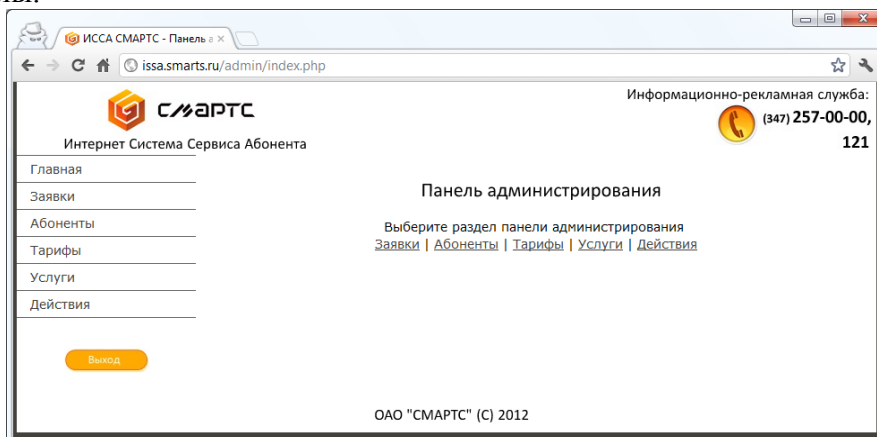 ИССА СМАРТС - Панель а
issa.smarts.ru/admin/index.php
Информационно-рекламная служба:
СМАРТС
(347) 257-00-00,
121
Интернет Система Сервиса Абонента
Главная
Заявки
Абоненты
Тарифы
Услуги
Действия
Выход
Панель администрирования
Выберите раздел панели администрирования
Заявки | Абоненты | Тарифы | Услуги | Действия
ОАО "СМАРТС" (С) 2012